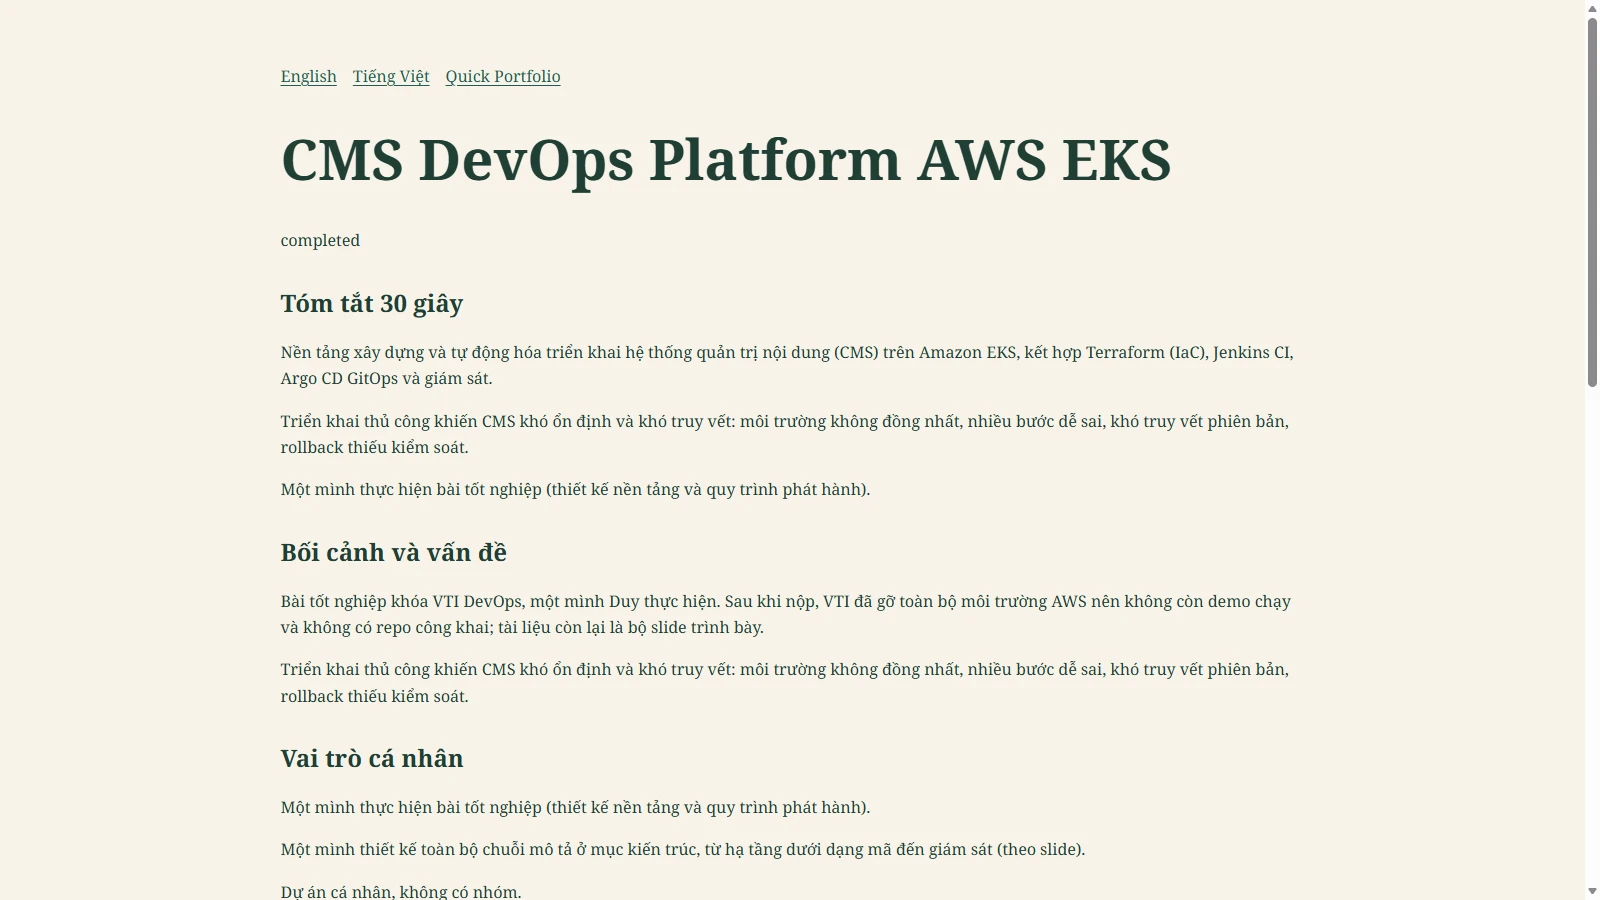 English Tiếng Việt Quick Portfolio
CMS DevOps Platform AWS EKS
completed
Tóm tắt 30 giây
Nền tảng xây dựng và tự động hóa triển khai hệ thống quản trị nội dung (CMS) trên Amazon EKS, kết hợp Terraform (IaC), Jenkins CI,
Argo CD GitOps và giám sát.
Triển khai thủ công khiến CMS khó ổn định và khó truy vết: môi trường không đồng nhất, nhiều bước dễ sai, khó truy vết phiên bản,
rollback thiếu kiểm soát.
Một mình thực hiện bài tốt nghiệp (thiết kế nền tảng và quy trình phát hành).
Bối cảnh và vấn đề
Bài tốt nghiệp khóa VTI DevOps, một mình Duy thực hiện. Sau khi nộp, VTI đã gỡ toàn bộ môi trường AWS nên không còn demo chạy
và không có repo công khai; tài liệu còn lại là bộ slide trình bày.
Triển khai thủ công khiến CMS khó ổn định và khó truy vết: môi trường không đồng nhất, nhiều bước dễ sai, khó truy vết phiên bản,
rollback thiếu kiểm soát.
Vai trò cá nhân
Một mình thực hiện bài tốt nghiệp (thiết kế nền tảng và quy trình phát hành).
Một mình thiết kế toàn bộ chuỗi mô tả ở mục kiến trúc, từ hạ tầng dưới dạng mã đến giám sát (theo slide).
Dự án cá nhân, không có nhóm.